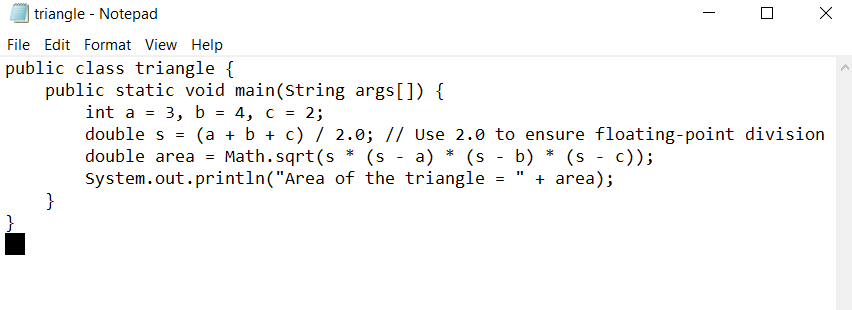 triangle - Notepad
File Edit Format View Help
public class triangle {
    public static void main(String args[]) {
        int a = 3, b = 4, c = 2;
        double s = (a + b + c) / 2.0; // Use 2.0 to ensure floating-point division
        double area = Math.sqrt(s * (s - a) * (s - b) * (s - c));
        System.out.println("Area of the triangle = " + area);
    }
}